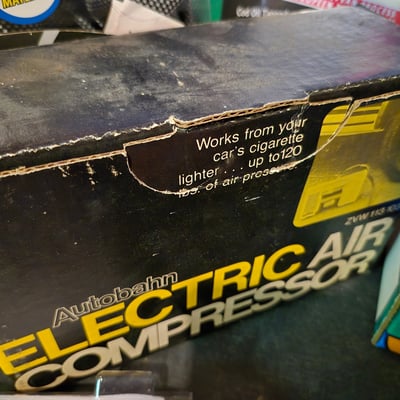 Works from your
car's cigarette
lighter . . . up to 120
lbs. of air pressure.
Autobahn
ELECTRIC AIR
COMPRESSOR